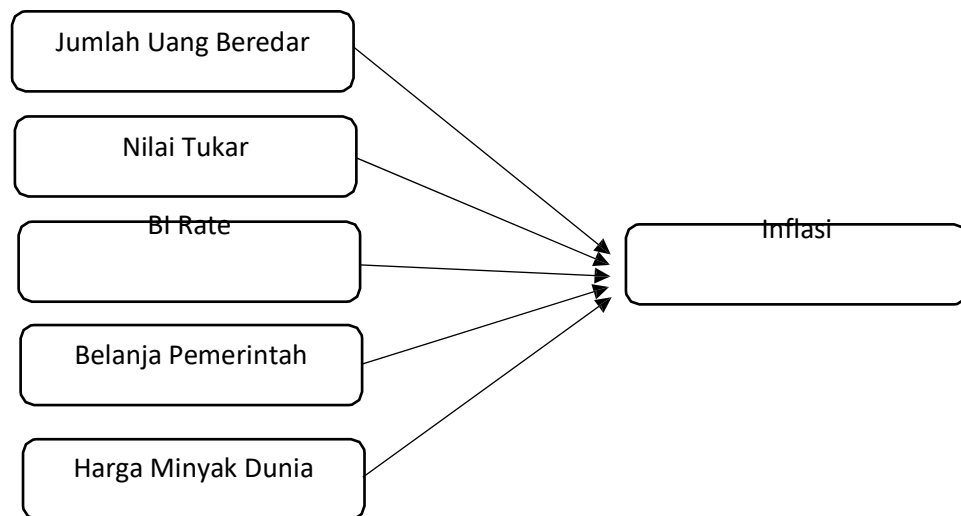 Jumlah Uang Beredar
Nilai Tukar
BI Rate
Inflasi
Belanja Pemerintah
Harga Minyak Dunia